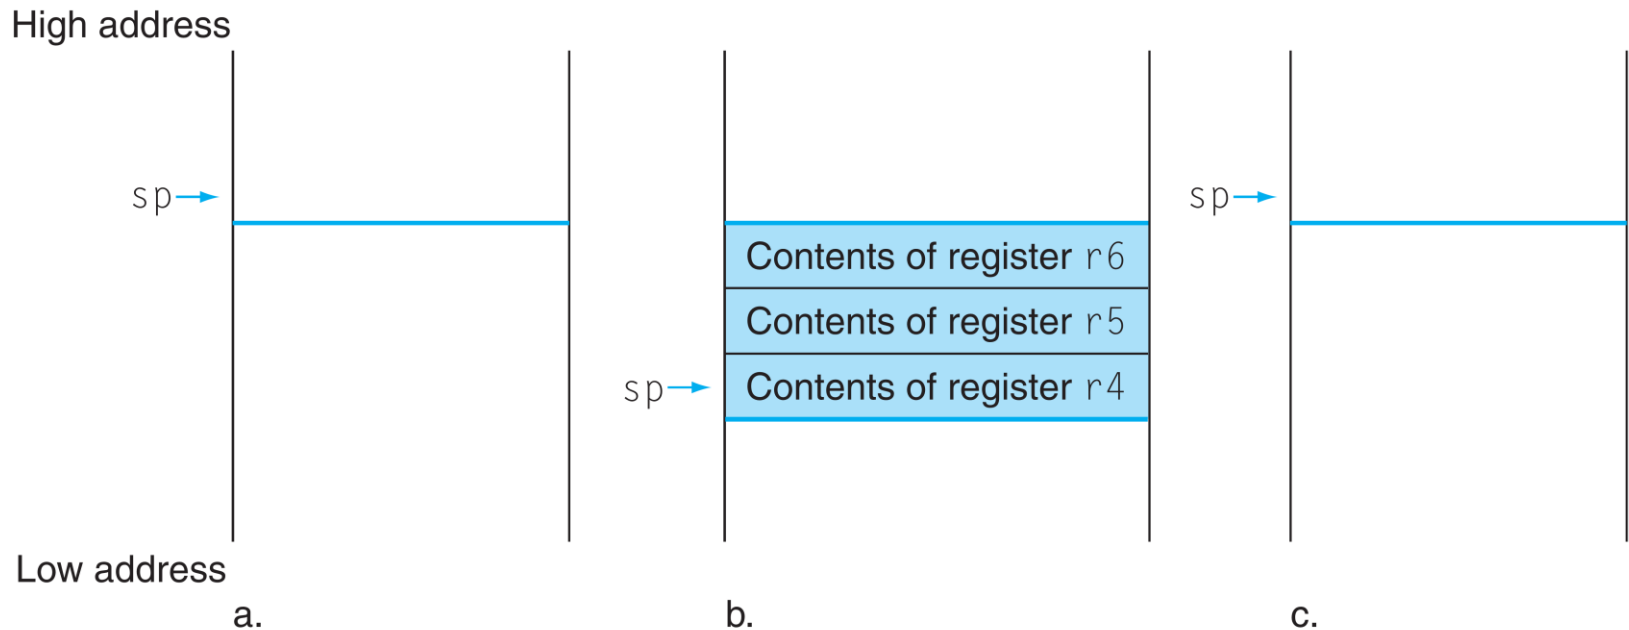 High address
sp
sp
Contents of register r6
Contents of register r5
sp
Contents of register r4
Low address
a.
b.
c.